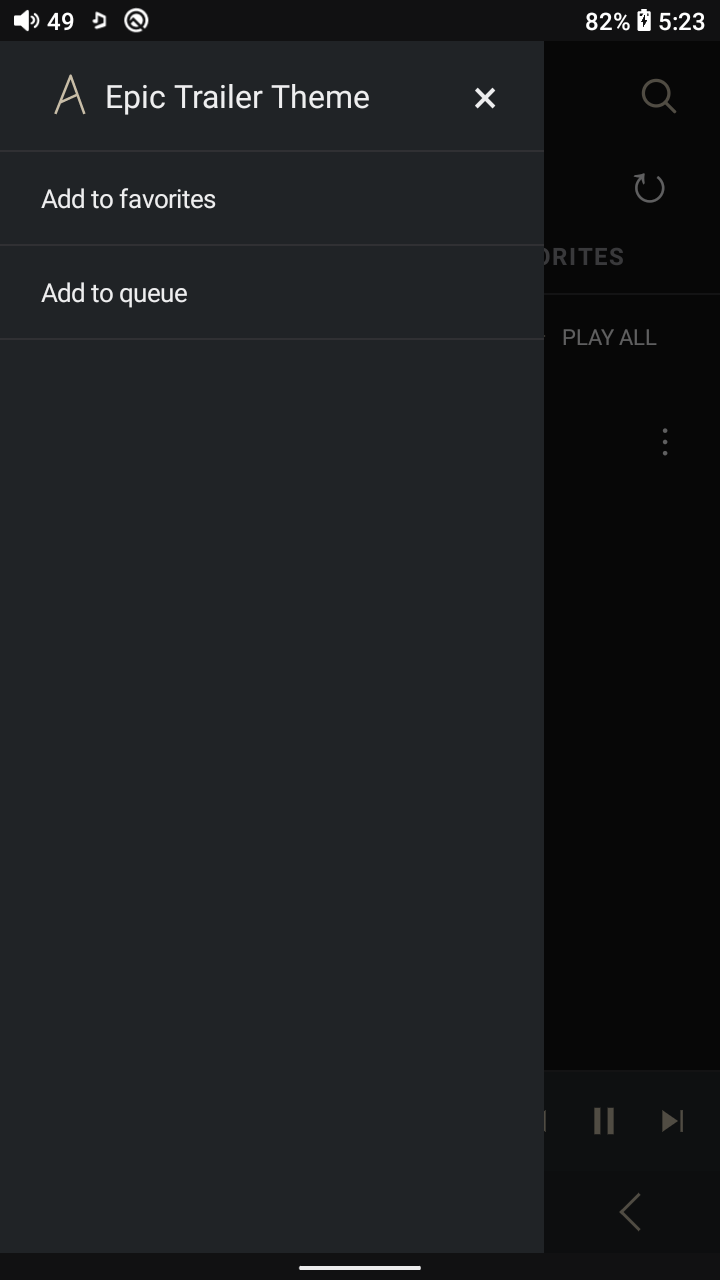 49
82% 5:23
Epic Trailer Theme
Add to favorites
ORITES
Add to queue
PLAY ALL